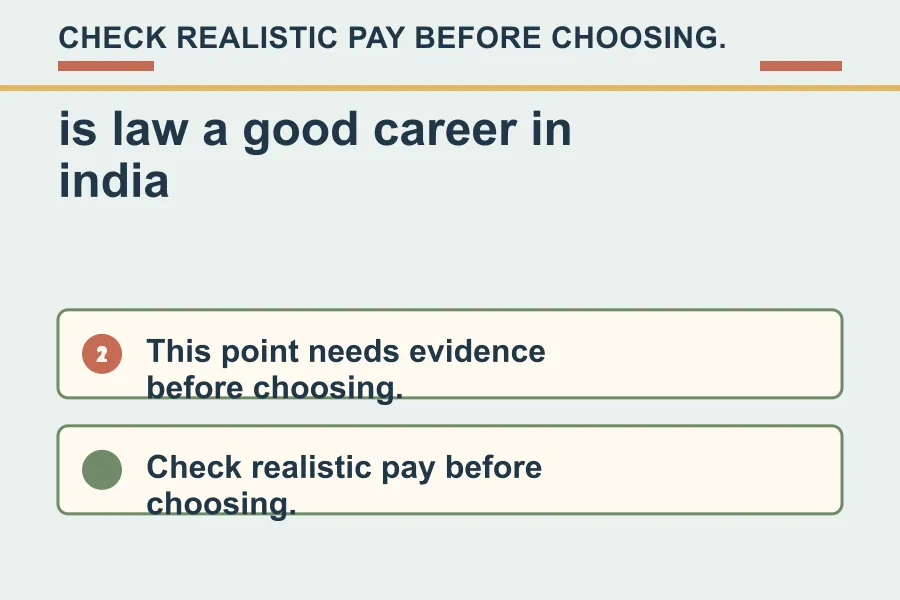 CHECK REALISTIC PAY BEFORE CHOOSING.
is law a good career in
india
2
This point needs evidence
before choosing.
Check realistic pay before
choosing.